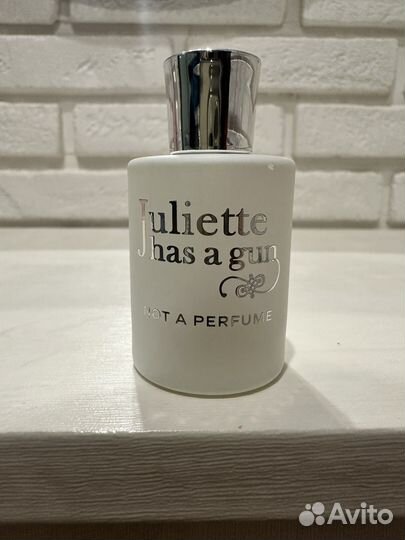 Juliette
has a gun
NOT A PERFUME
Avito